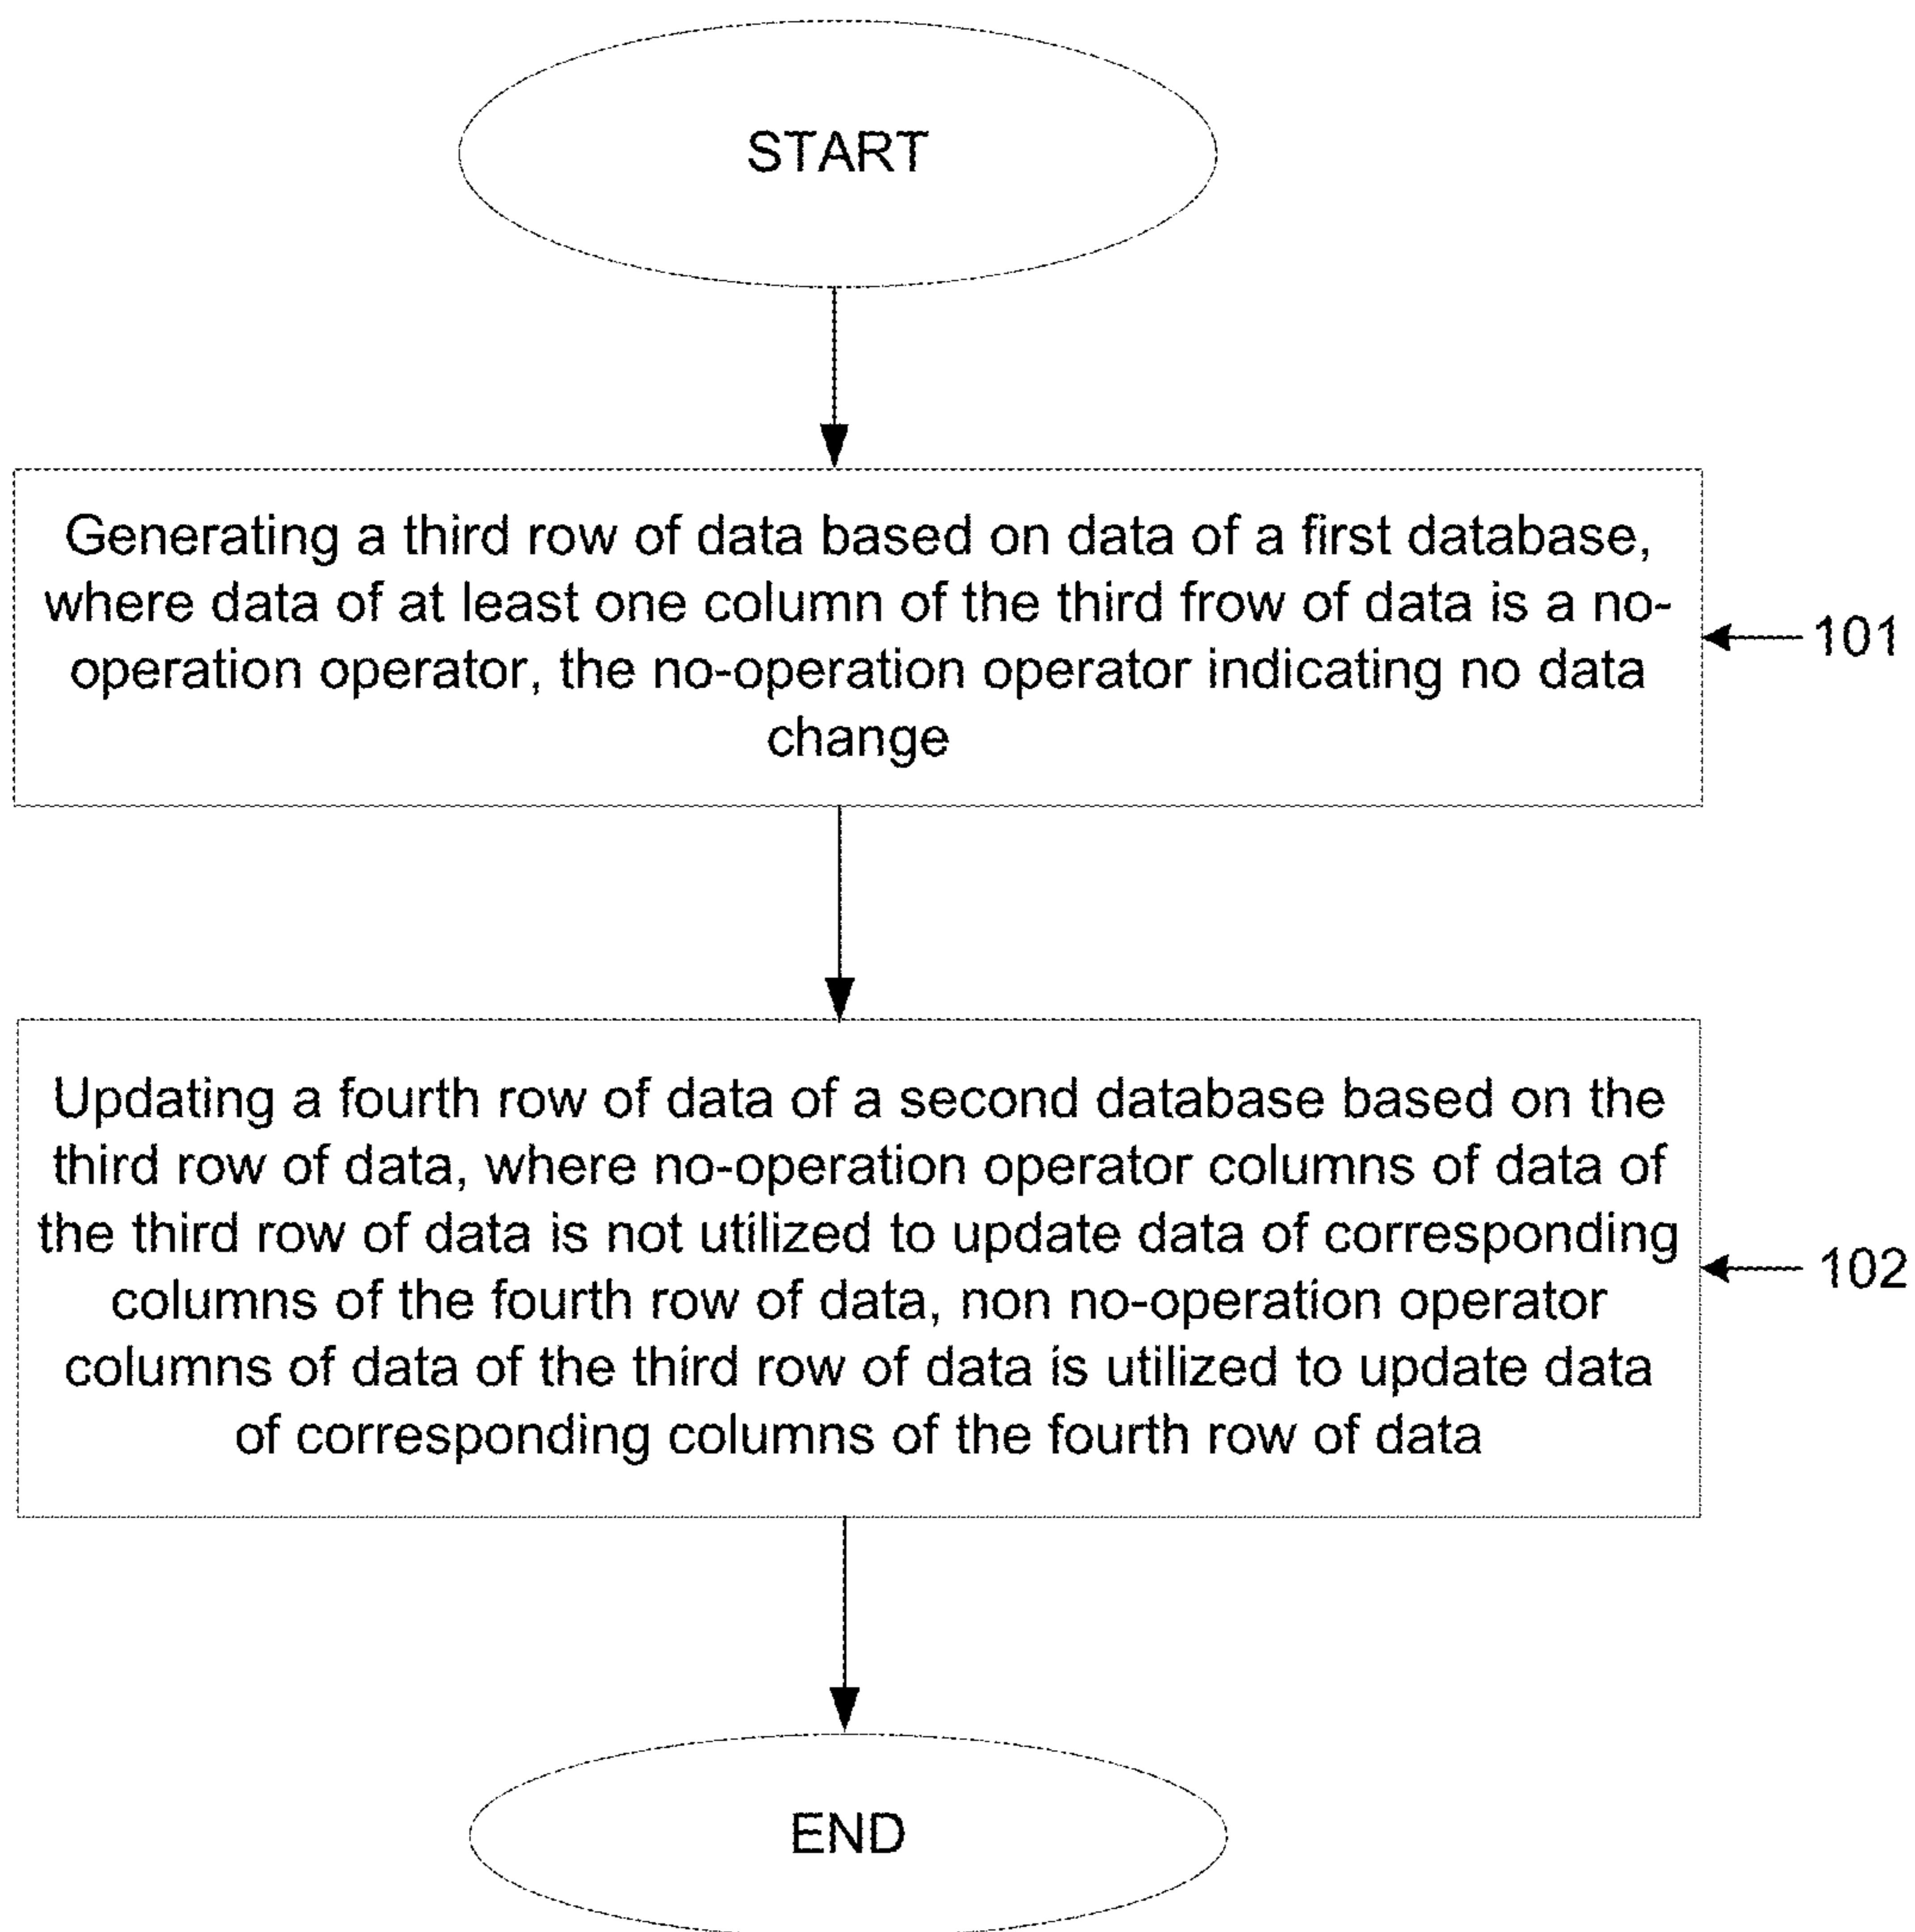 START
Generating a third row of data based on data of a first database,
where data of at least one column of the third frow of data is a no-
operation operator, the no-operation operator indicating no data
change
101
Updating a fourth row of data of a second database based on the
third row of data, where no-operation operator columns of data of
the third row of data is not utilized to update data of corresponding
columns of the fourth row of data, non no-operation operator
columns of data of the third row of data is utilized to update data
of corresponding columns of the fourth row of data
102
END